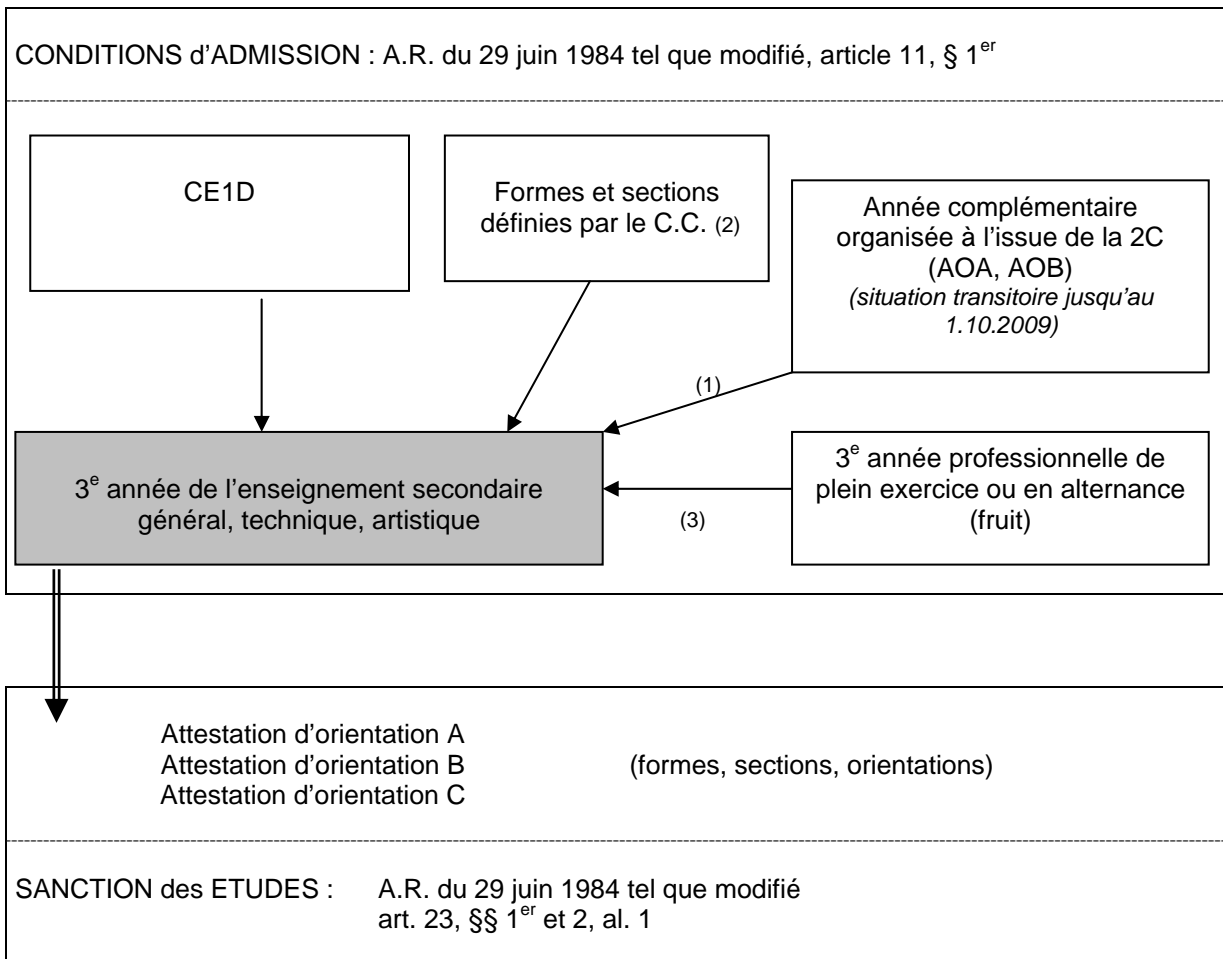 CONDITIONS d'ADMISSION : A.R. du 29 juin 1984 tel que modifié, article 11, § 1er
CE1D
Formes et sections
définies par le C.C. (2)
Année complémentaire
organisée à l'issue de la 2C
(AOA, AOB)
(situation transitoire jusqu'au
1.10.2009)
(1)
3e année de l'enseignement secondaire
général, technique, artistique
(3)
3e année professionnelle de
plein exercice ou en alternance
(fruit)
Attestation d'orientation A
Attestation d'orientation B (formes, sections, orientations)
Attestation d'orientation C
SANCTION des ETUDES : A.R. du 29 juin 1984 tel que modifié
art. 23, §§ 1er et 2, al. 1